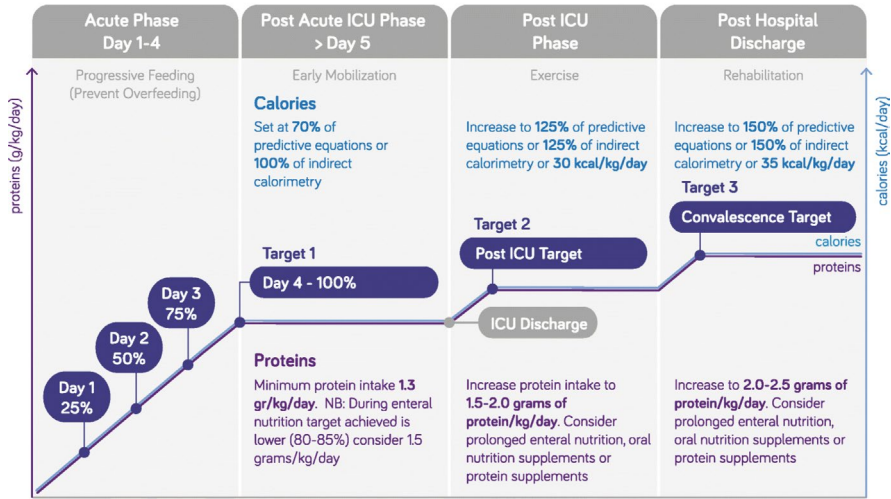 Acute Phase
Day 1-4
Post Acute ICU Phase
> Day 5
Post ICU
Phase
Post Hospital
Discharge
Progressive Feeding
(Prevent Overfeeding)
Early Mobilization
Exercise
Rehabilitation
proteins (g/kg/day)
calories (kcal/day)
Calories
Set at 70% of
predictive equations or
100% of indirect
calorimetry
Increase to 125% of predictive
equations or 125% of indirect
calorimetry or 30 kcal/kg/day
Increase to 150% of predictive
equations or 150% of indirect
calorimetry or 35 kcal/kg/day
Target 3
Convalescence Target
calories
proteins
Target 2
Post ICU Target
Target 1
Day 4 - 100%
ICU Discharge
Day 3
75%
Day 2
50%
Day 1
25%
Proteins
Minimum protein intake 1.3
gr/kg/day. NB: During enteral
nutrition target achieved is
lower (80-85%) consider 1.5
grams/kg/day
Increase protein intake to
1.5-2.0 grams of
protein/kg/day. Consider
prolonged enteral nutrition, oral
nutrition supplements or
protein supplements
Increase to 2.0-2.5 grams of
protein/kg/day. Consider
prolonged enteral nutrition,
oral nutrition supplements or
protein supplements